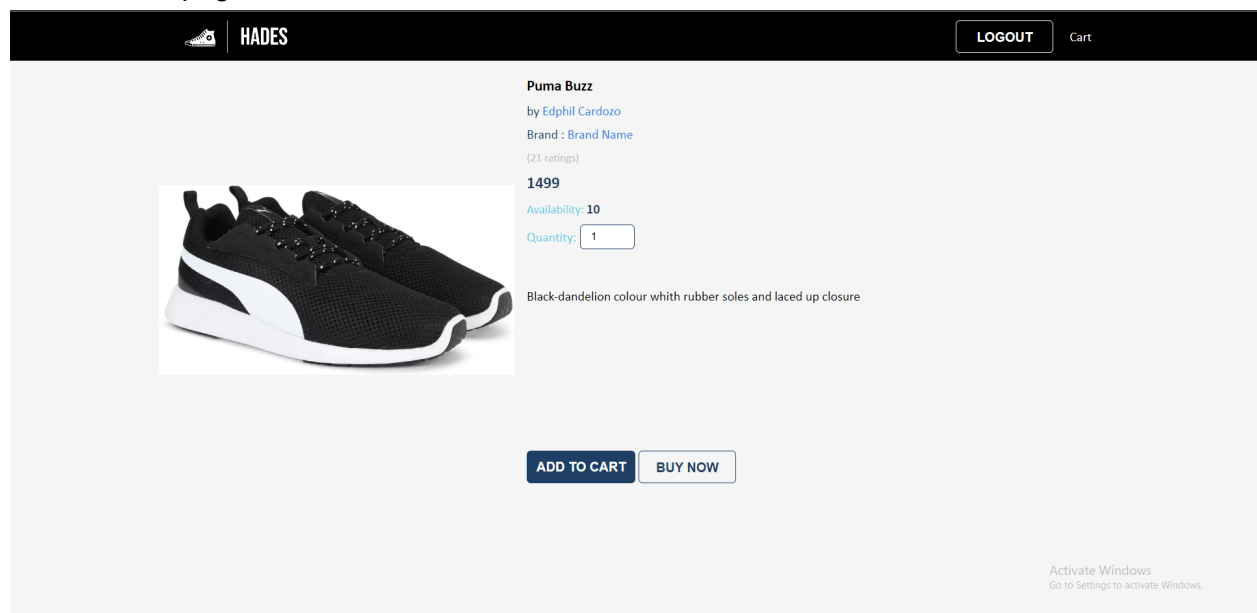 HADES
LOGOUT
Cart
Puma Buzz
by Edphil Cardozo
Brand : Brand Name
(21 ratings)
1499
Availability: 10
Quantity: 1
Black-dandelion colour whith rubber soles and laced up closure
ADD TO CART
BUY NOW
Activate Windows
Go to Settings to activate Windows.